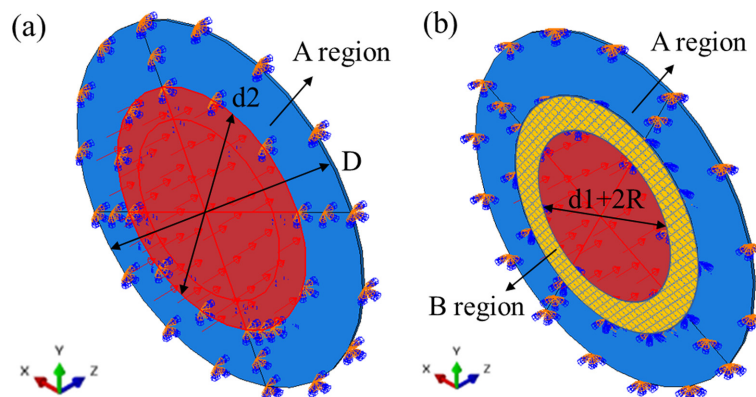 (a)
A region
d2
D
Y
X
Z
(b)
A region
d1+2R
B region
Y
X
Z